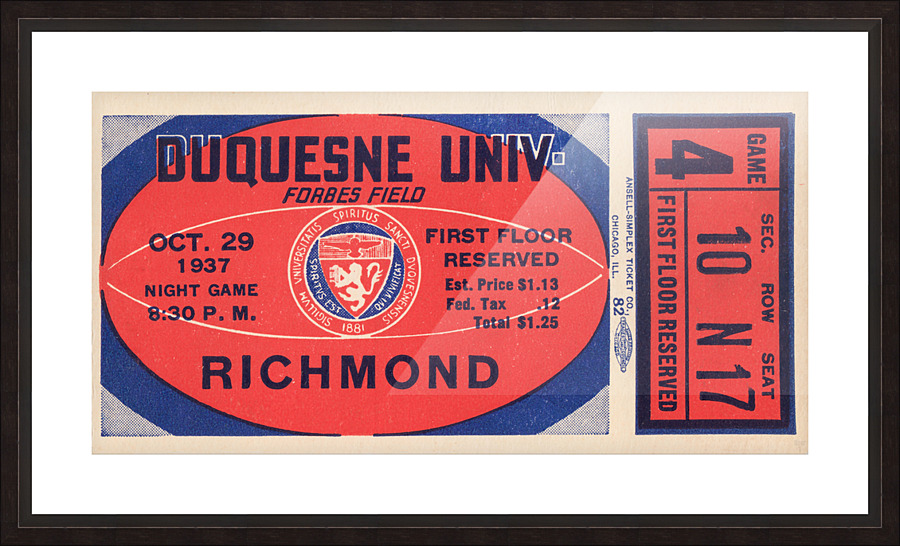 DUQUESNE UNIV.
FORBES FIELD
OCT. 29
1937
NIGHT GAME
8:30 P. M.
SIGILLUM UNIVERSITATIS SPIRITUS SANCTI DUQUESNENSIS
SPIRITUS EST QUI VIVIFICAT
1881
FIRST FLOOR
RESERVED
Est. Price $1.13
Fed. Tax .12
Total $1.25
RICHMOND
ANSELL-SIMPLEX TICKET CO.,
CHICAGO, ILL. 82
GAME
4
FIRST FLOOR RESERVED
SEC. ROW SEAT
10 N 17